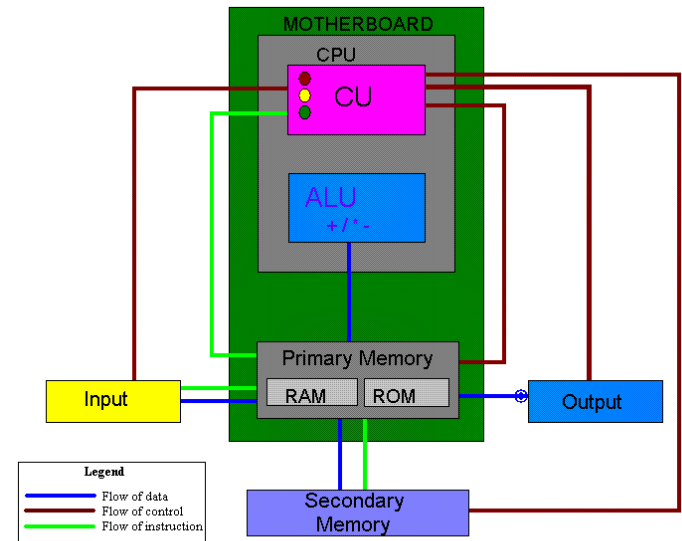 MOTHERBOARD
CPU
CU
ALU
+ / * -
Primary Memory
RAM
ROM
Input
Output
Secondary
Memory
Legend
Flow of data
Flow of control
Flow of instruction